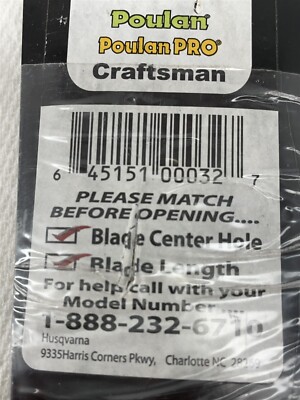 Poulan®
Poulan PRO®
Craftsman
6 45151 00032 7
PLEASE MATCH
BEFORE OPENING....
Blade Center Hole
Blade Length
For help call with your
Model Number....
1-888-232-6710
Husqvarna
9335Harris Corners Pkwy, Charlotte NC